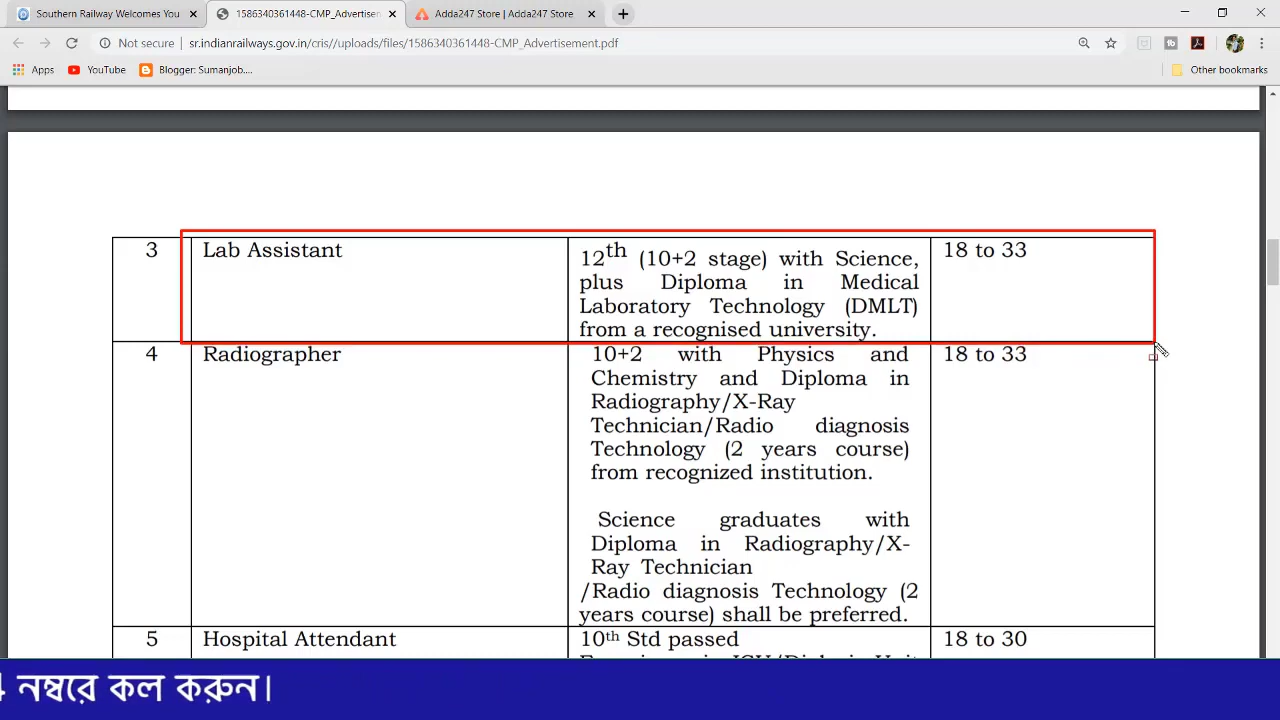 Southern Railway Welcomes You
1586340361448-CMP_Advertisemen
Adda247 Store | Adda247 Store
Not secure | sr.indianrailways.gov.in/cris//uploads/files/1586340361448-CMP_Advertisement.pdf
Apps YouTube Blogger: Sumanjob.... Other bookmarks
3 Lab Assistant 12th (10+2 stage) with Science, 18 to 33
plus Diploma in Medical
Laboratory Technology (DMLT)
from a recognised university.
4 Radiographer 10+2 with Physics and 18 to 33
Chemistry and Diploma in
Radiography/X-Ray
Technician/Radio diagnosis
Technology (2 years course)
from recognized institution.
Science graduates with
Diploma in Radiography/X-
Ray Technician
/Radio diagnosis Technology (2
years course) shall be preferred.
5 Hospital Attendant 10th Std passed 18 to 30
নম্বরে কল করুন।